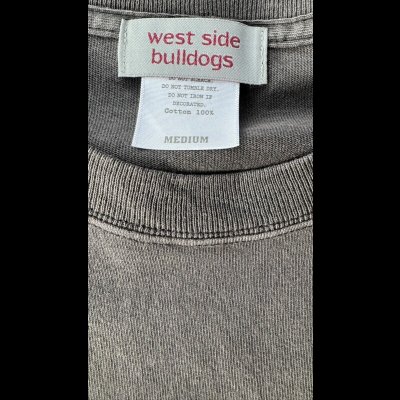 west side
bulldogs
DO NOT BLEACH.
DO NOT TUMBLE DRY.
DO NOT IRON IF
DECORATED.
Cotton 100%
MEDIUM